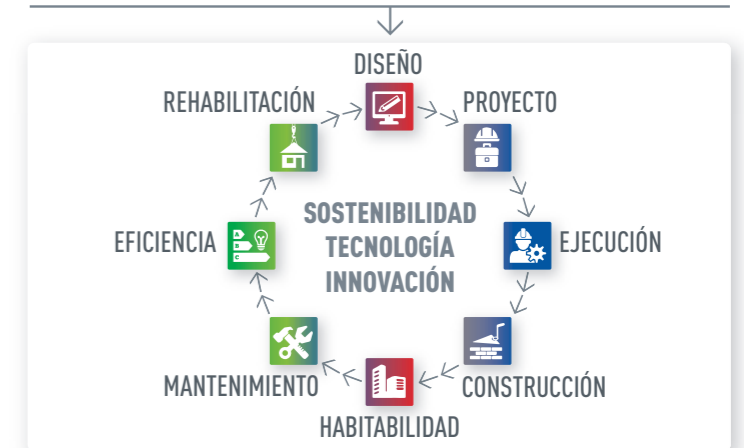 DISEÑO
REHABILITACIÓN
PROYECTO
SOSTENIBILIDAD
TECNOLOGÍA
INNOVACIÓN
EFICIENCIA
A
B
C
EJECUCIÓN
MANTENIMIENTO
CONSTRUCCIÓN
HABITABILIDAD